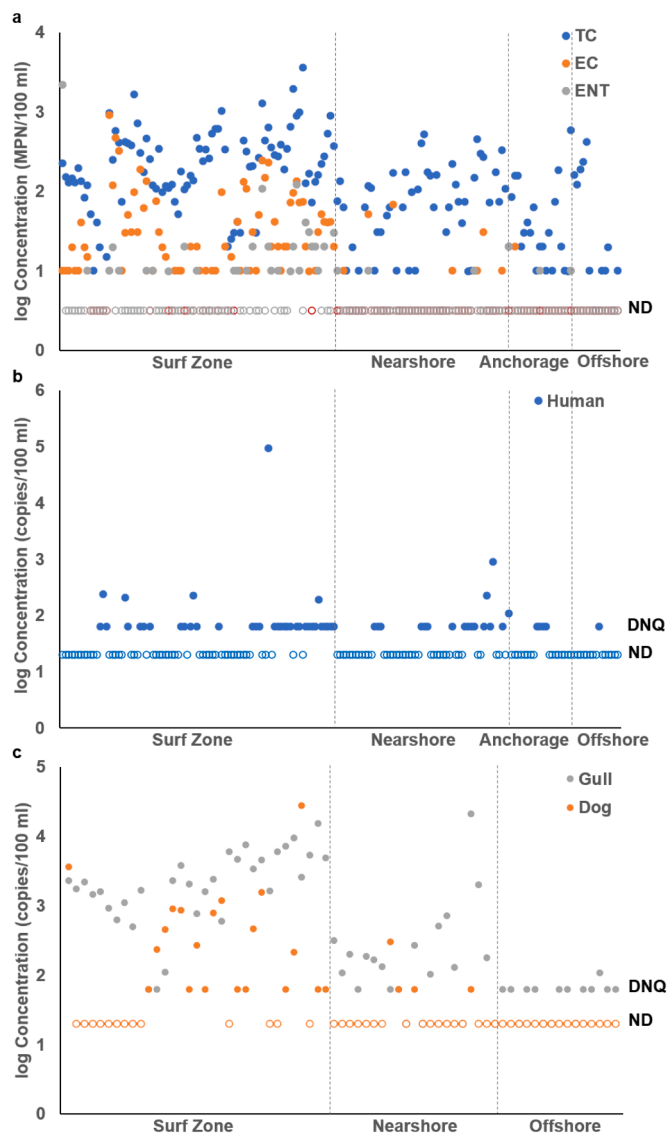 a
4
3
2
1
0
log Concentration (MPN/100 ml)
TC
EC
ENT
ND
Surf Zone Nearshore Anchorage Offshore
b
6
5
4
3
2
1
0
log Concentration (copies/100 ml)
Human
DNQ
ND
Surf Zone Nearshore Anchorage Offshore
c
5
4
3
2
1
0
log Concentration (copies/100 ml)
Gull
Dog
DNQ
ND
Surf Zone Nearshore Offshore